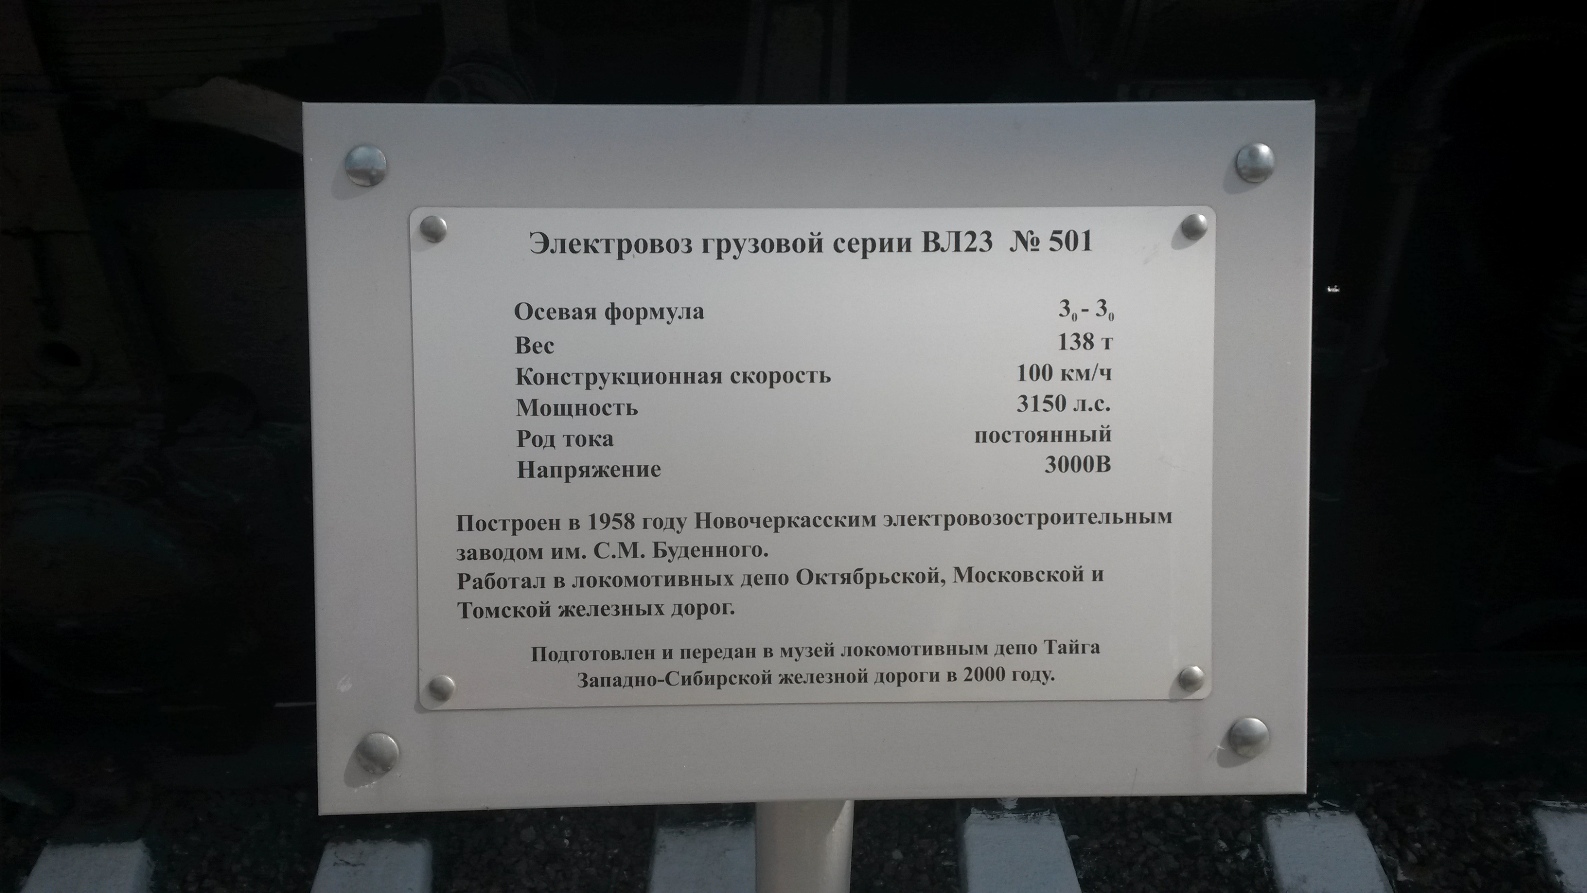 Электровоз грузовой серии ВЛ23 № 501
Осевая формула 3₀ - 3₀
Вес 138 т
Конструкционная скорость 100 км/ч
Мощность 3150 л.с.
Род тока постоянный
Напряжение 3000В
Построен в 1958 году Новочеркасским электровозостроительным
заводом им. С.М. Буденного.
Работал в локомотивных депо Октябрьской, Московской и
Томской железных дорог.
Подготовлен и передан в музей локомотивным депо Тайга
Западно-Сибирской железной дороги в 2000 году.